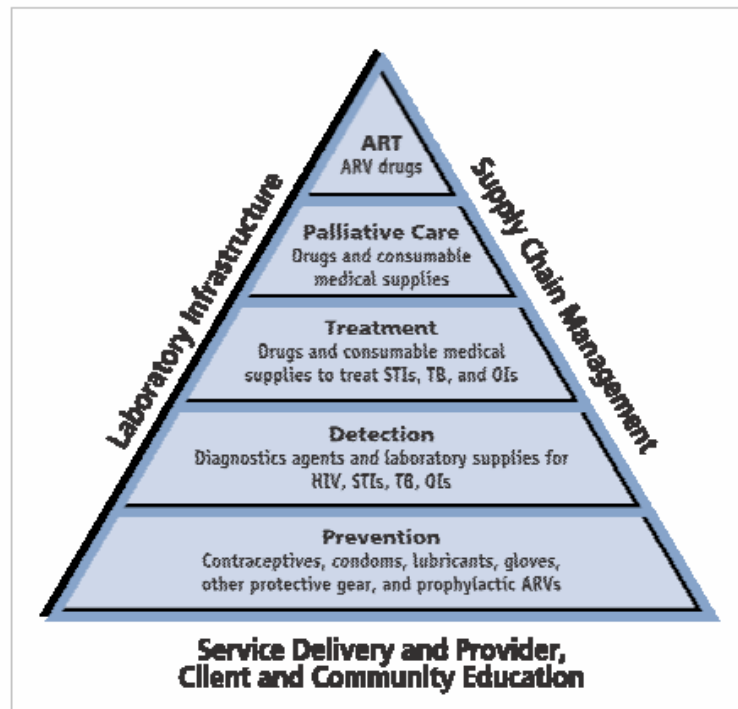 ART
ARV drugs
Palliative Care
Drugs and consumable
medical supplies
Treatment
Drugs and consumable medical
supplies to treat STIs, TB, and OIs
Detection
Diagnostics agents and laboratory supplies for
HIV, STIs, TB, OIs
Prevention
Contraceptives, condoms, lubricants, gloves,
other protective gear, and prophylactic ARVs
Laboratory Infrastructure
Supply Chain Management
Service Delivery and Provider,
Client and Community Education